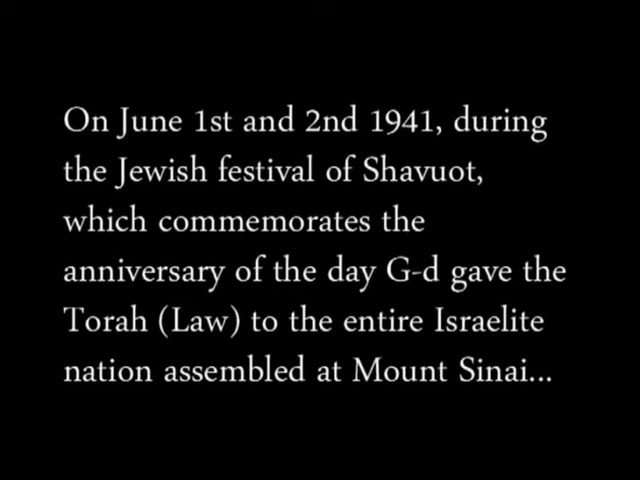 On June 1st and 2nd 1941, during
the Jewish festival of Shavuot,
which commemorates the
anniversary of the day G-d gave the
Torah (Law) to the entire Israelite
nation assembled at Mount Sinai...